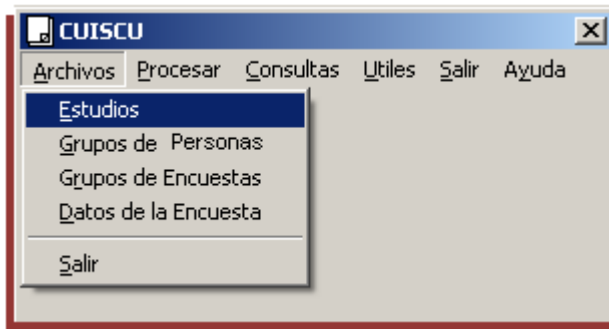 CUISCU
Archivos Procesar Consultas Utiles Salir Ayuda
Estudios
Grupos de Personas
Grupos de Encuestas
Datos de la Encuesta
Salir